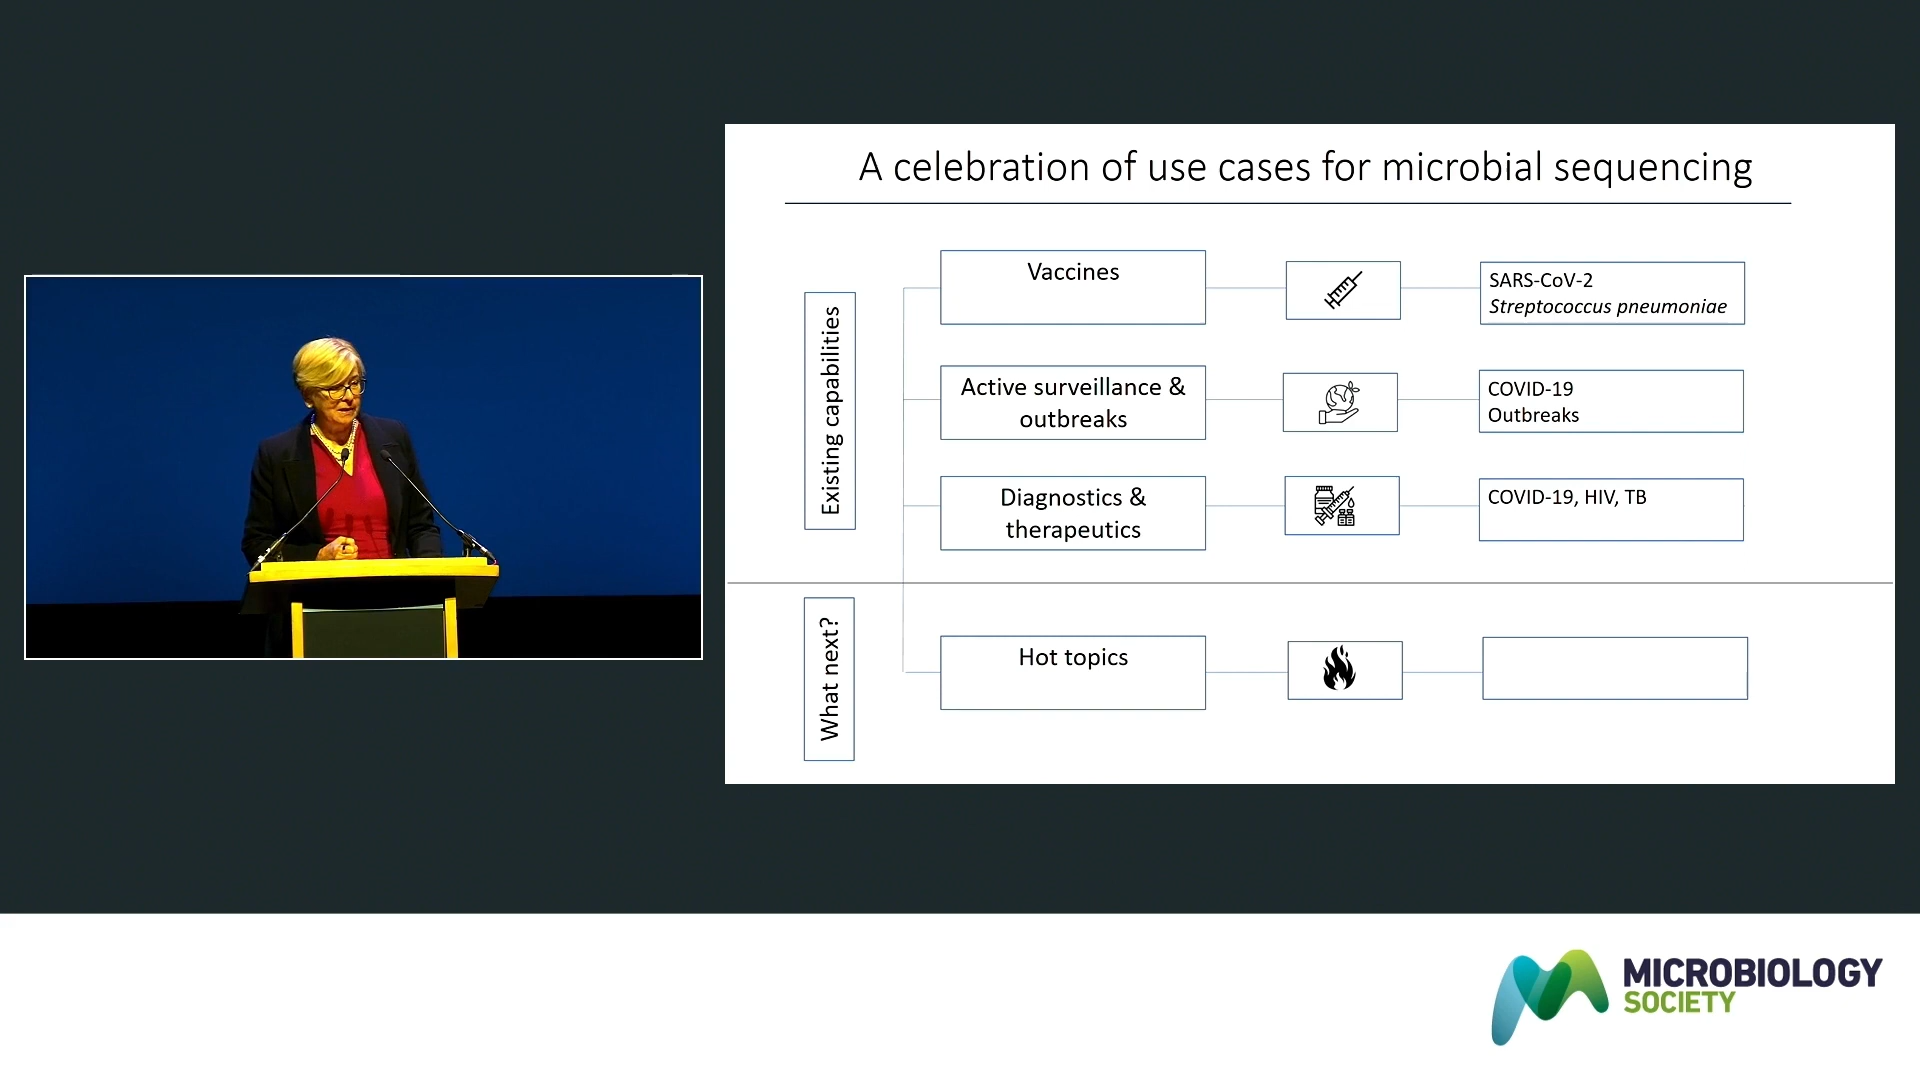 A celebration of use cases for microbial sequencing
Existing capabilities
Vaccines
SARS-CoV-2
Streptococcus pneumoniae
Active surveillance &
outbreaks
COVID-19
Outbreaks
Diagnostics &
therapeutics
COVID-19, HIV, TB
What next?
Hot topics
MICROBIOLOGY
SOCIETY